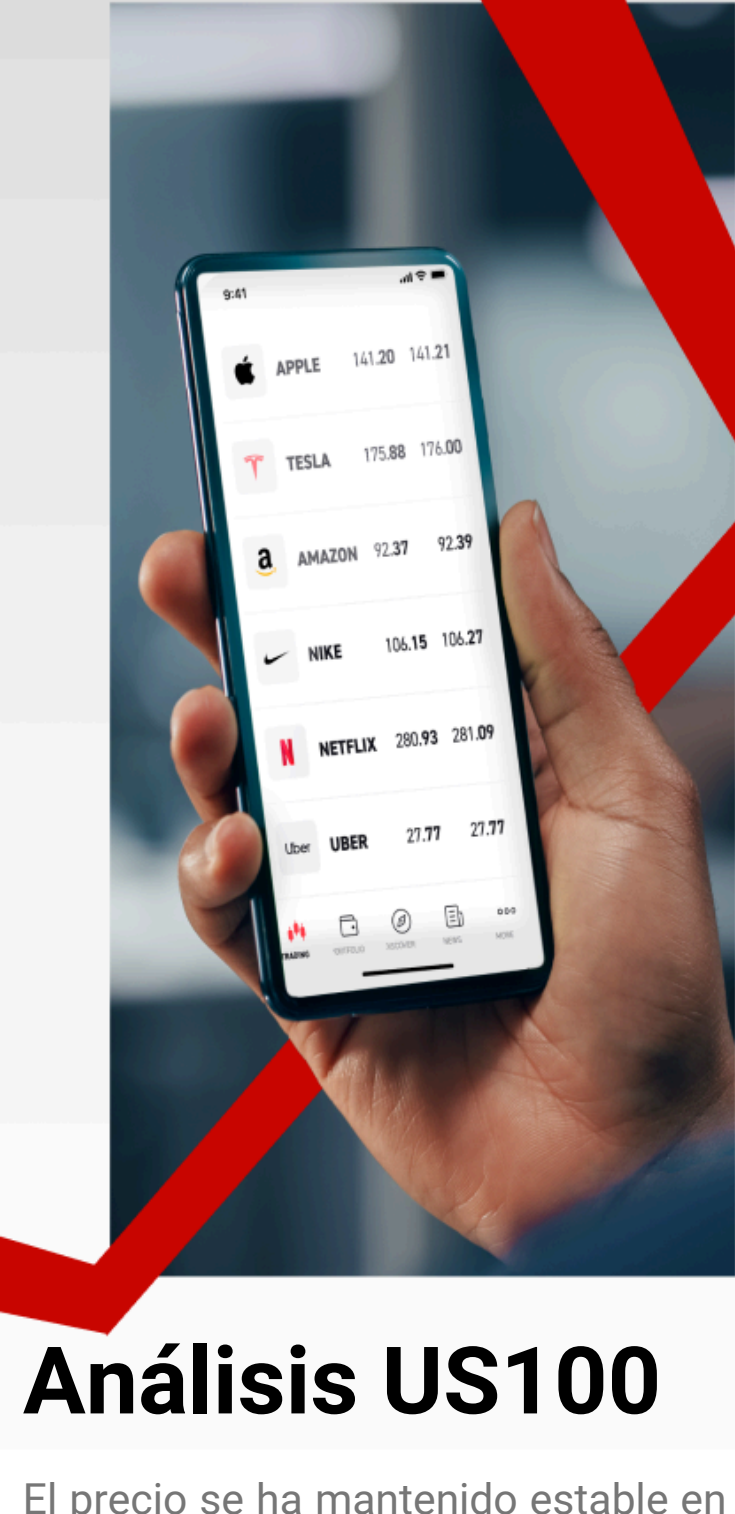 9:41
APPLE 141.20 141.21
TESLA 175.88 176.00
a AMAZON 92.37 92.39
NIKE 106.15 106.27
N NETFLIX 280.93 281.09
Uber UBER 27.77 27.77
TRADING PORTFOLIO DISCOVER NEWS MORE
Análisis US100
El precio se ha mantenido estable en